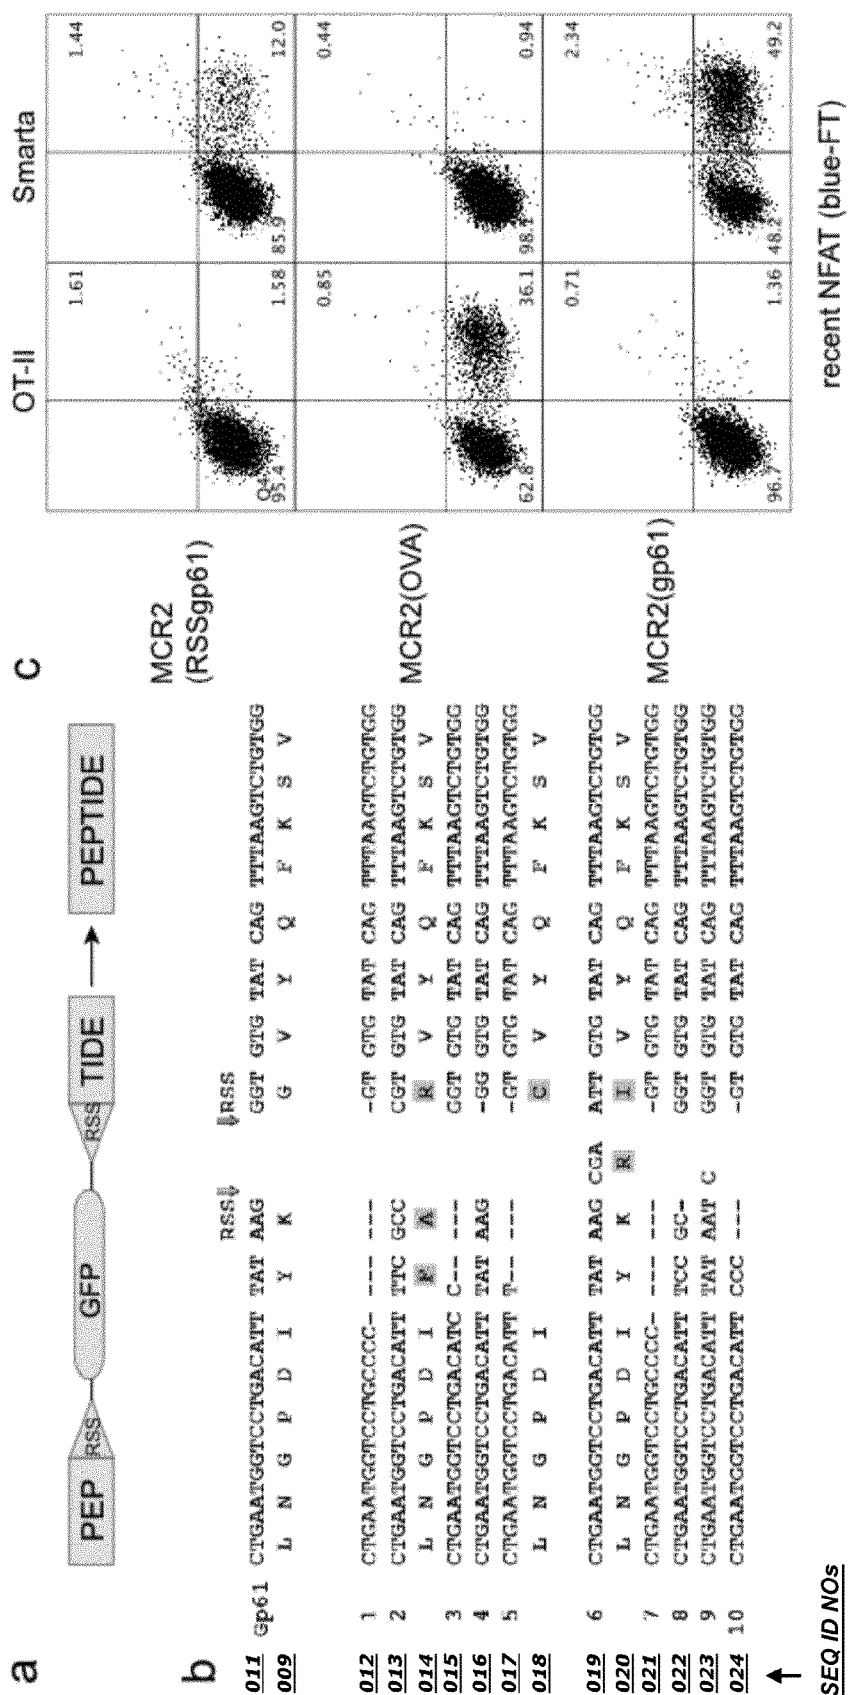 a
PEP
RSS
GFP
RSS
TIDE
PEPTIDE
b
RSS
RSS
011 Gp61 CTGAATGGTCCTGACATT TAT AAG GGT GTG TAT CAG TTTAAGTCTGTGG
009 L N G P D I Y K G V Y Q F K S V
012 1 CTGAATGGTCCTGCCCC- --- --- -GT GTG TAT CAG TTTAAGTCTGTGG
013 2 CTGAATGGTCCTGACATT TTC GCC CGT GTG TAT CAG TTTAAGTCTGTGG
014 L N G P D I F A R V Y Q F K S V
015 3 CTGAATGGTCCTGACATC C-- --- GGT GTG TAT CAG TTTAAGTCTGTGG
016 4 CTGAATGGTCCTGACATT TAT AAG -GG GTG TAT CAG TTTAAGTCTGTGG
017 5 CTGAATGGTCCTGACATT T-- --- -GT GTG TAT CAG TTTAAGTCTGTGG
018 L N G P D I C V Y Q F K S V
019 6 CTGAATGGTCCTGACATT TAT AAG CGA ATT GTG TAT CAG TTTAAGTCTGTGG
020 L N G P D I Y K R I V Y Q F K S V
021 7 CTGAATGGTCCTGCCCC- --- --- -GT GTG TAT CAG TTTAAGTCTGTGG
022 8 CTGAATGGTCCTGACATT TCC GC- GGT GTG TAT CAG TTTAAGTCTGTGG
023 9 CTGAATGGTCCTGACATT TAT AAT C GGT GTG TAT CAG TTTAAGTCTGTGG
024 10 CTGAATGGTCCTGACATT CCC --- -GT GTG TAT CAG TTTAAGTCTGTGG
SEQ ID NOs
c
OT-II Smarta
MCR2
(RSSgp61)
1.61 1.44
Q4
95.4 1.58 85.9 12.0
MCR2(OVA)
0.85 0.44
62.8 36.1 98.1 0.94
MCR2(gp61)
0.71 2.34
96.7 1.36 48.2 49.2
recent NFAT (blue-FT)